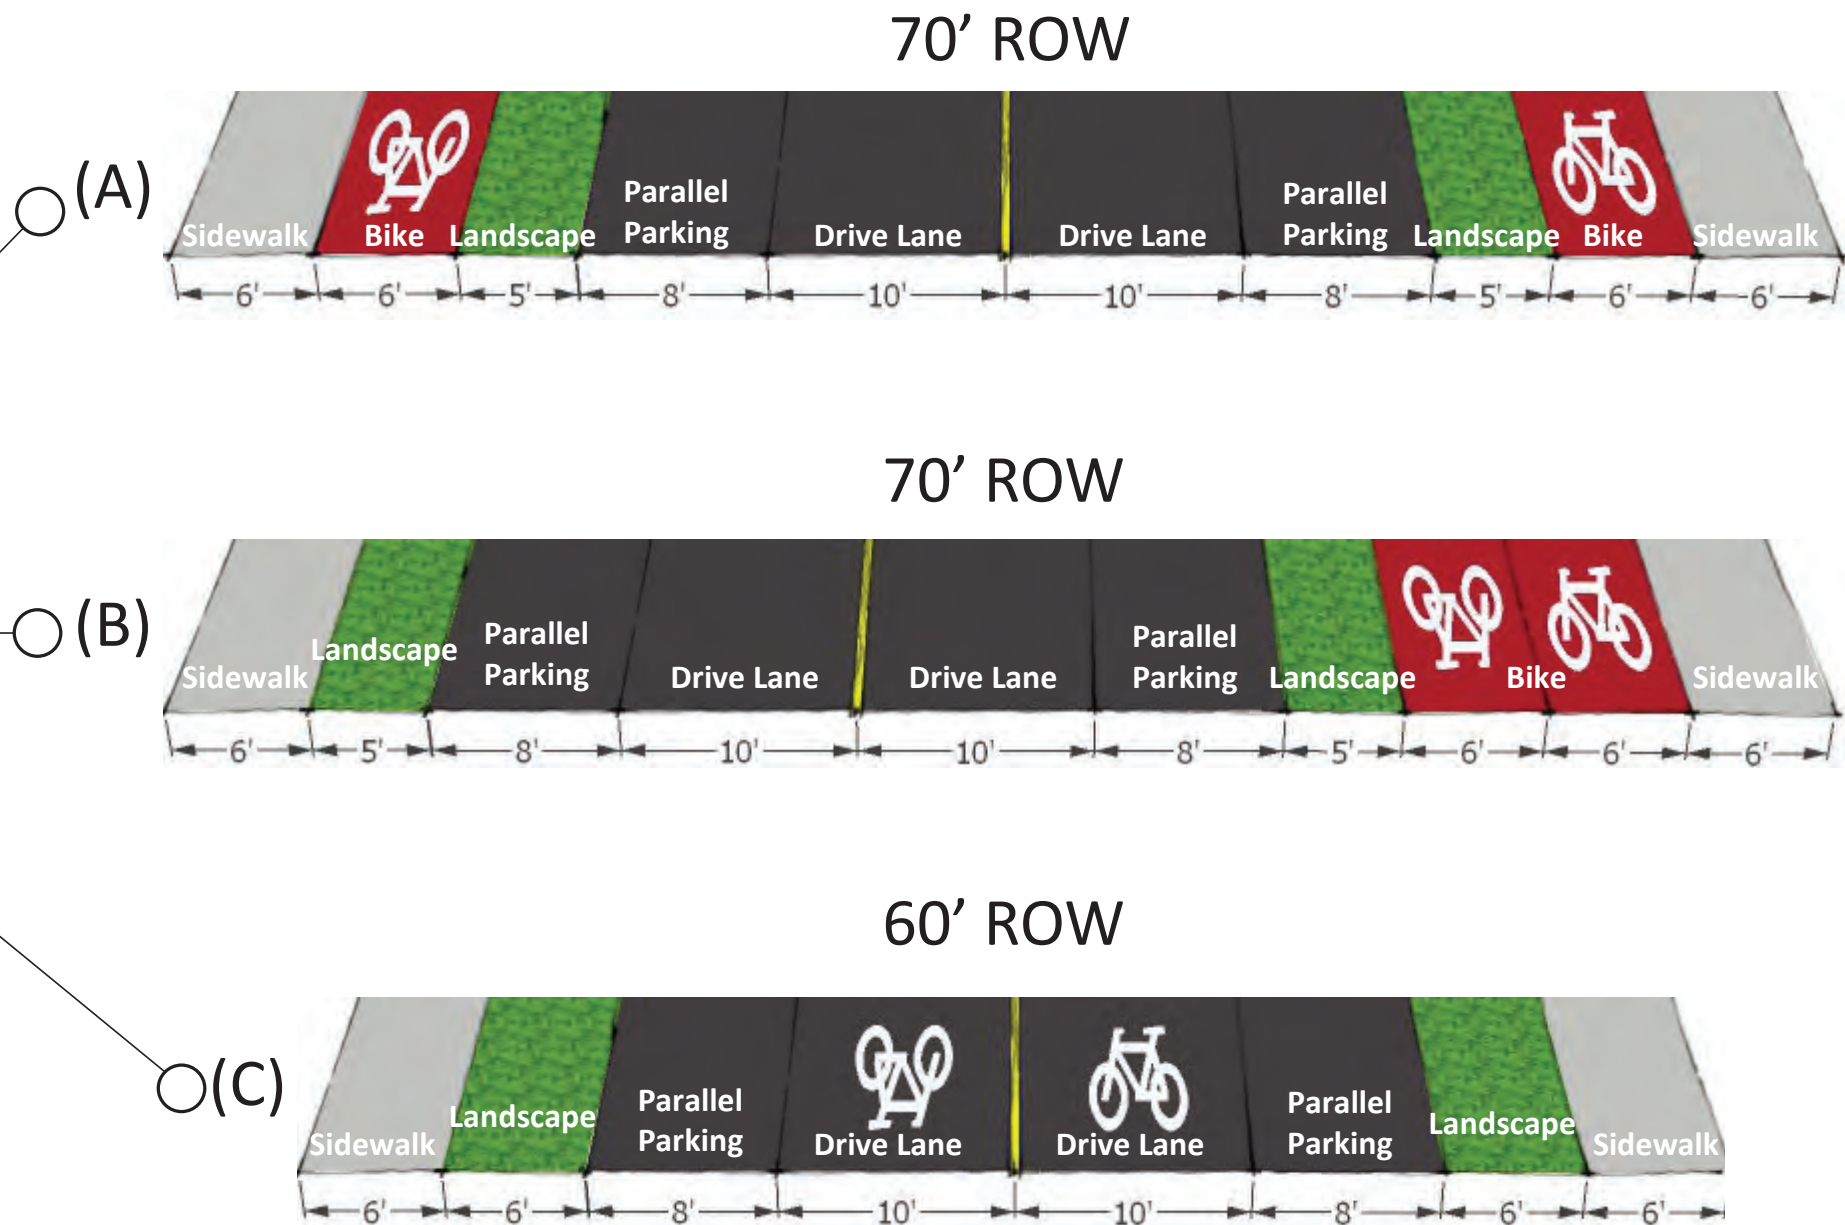 70’ ROW
(A)
Parallel Parallel
Parking Parking
Sidewalk Bike Landscape Drive Lane Drive Lane Landscape Bike Sidewalk
6' 6' 5' 8' 10' 10' 8' 5' 6' 6'
70’ ROW
(B)
Parallel Parallel
Landscape Parking Parking
Sidewalk Drive Lane Drive Lane Landscape Bike Sidewalk
6' 5' 8' 10' 10' 8' 5' 6' 6' 6'
60’ ROW
(C)
Parallel Parallel
Landscape Parking Parking Landscape
Sidewalk Drive Lane Drive Lane Sidewalk
6' 6' 8' 10' 10' 8' 6' 6'